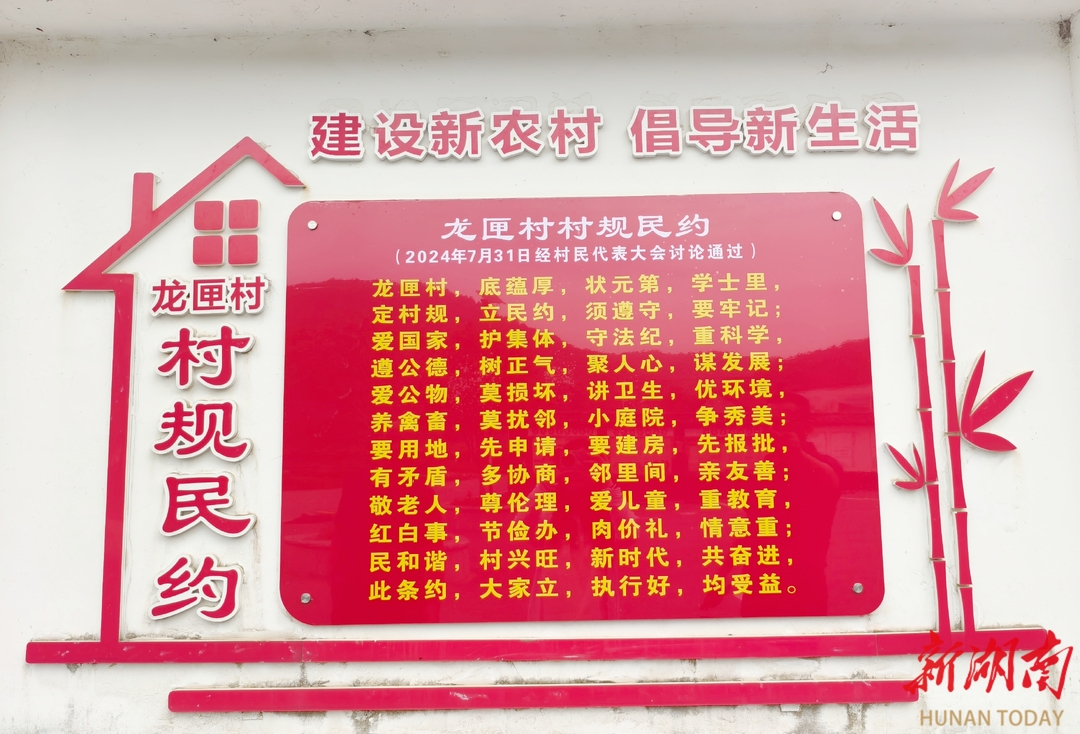 建设新农村 倡导新生活
龙匣村
村规民约
龙匣村村规民约
（2024年7月31日经村民代表大会讨论通过）
龙匣村，底蕴厚，状元第，学士里，
定村规，立民约，须遵守，要牢记；
爱国家，护集体，守法纪，重科学，
遵公德，树正气，聚人心，谋发展；
爱公物，莫损坏，讲卫生，优环境，
养禽畜，莫扰邻，小庭院，争秀美；
要用地，先申请，要建房，先报批，
有矛盾，多协商，邻里间，亲友善；
敬老人，尊伦理，爱儿童，重教育，
红白事，节俭办，肉价礼，情意重；
民和谐，村兴旺，新时代，共奋进，
此条约，大家立，执行好，均受益。
新湖南
HUNAN TODAY